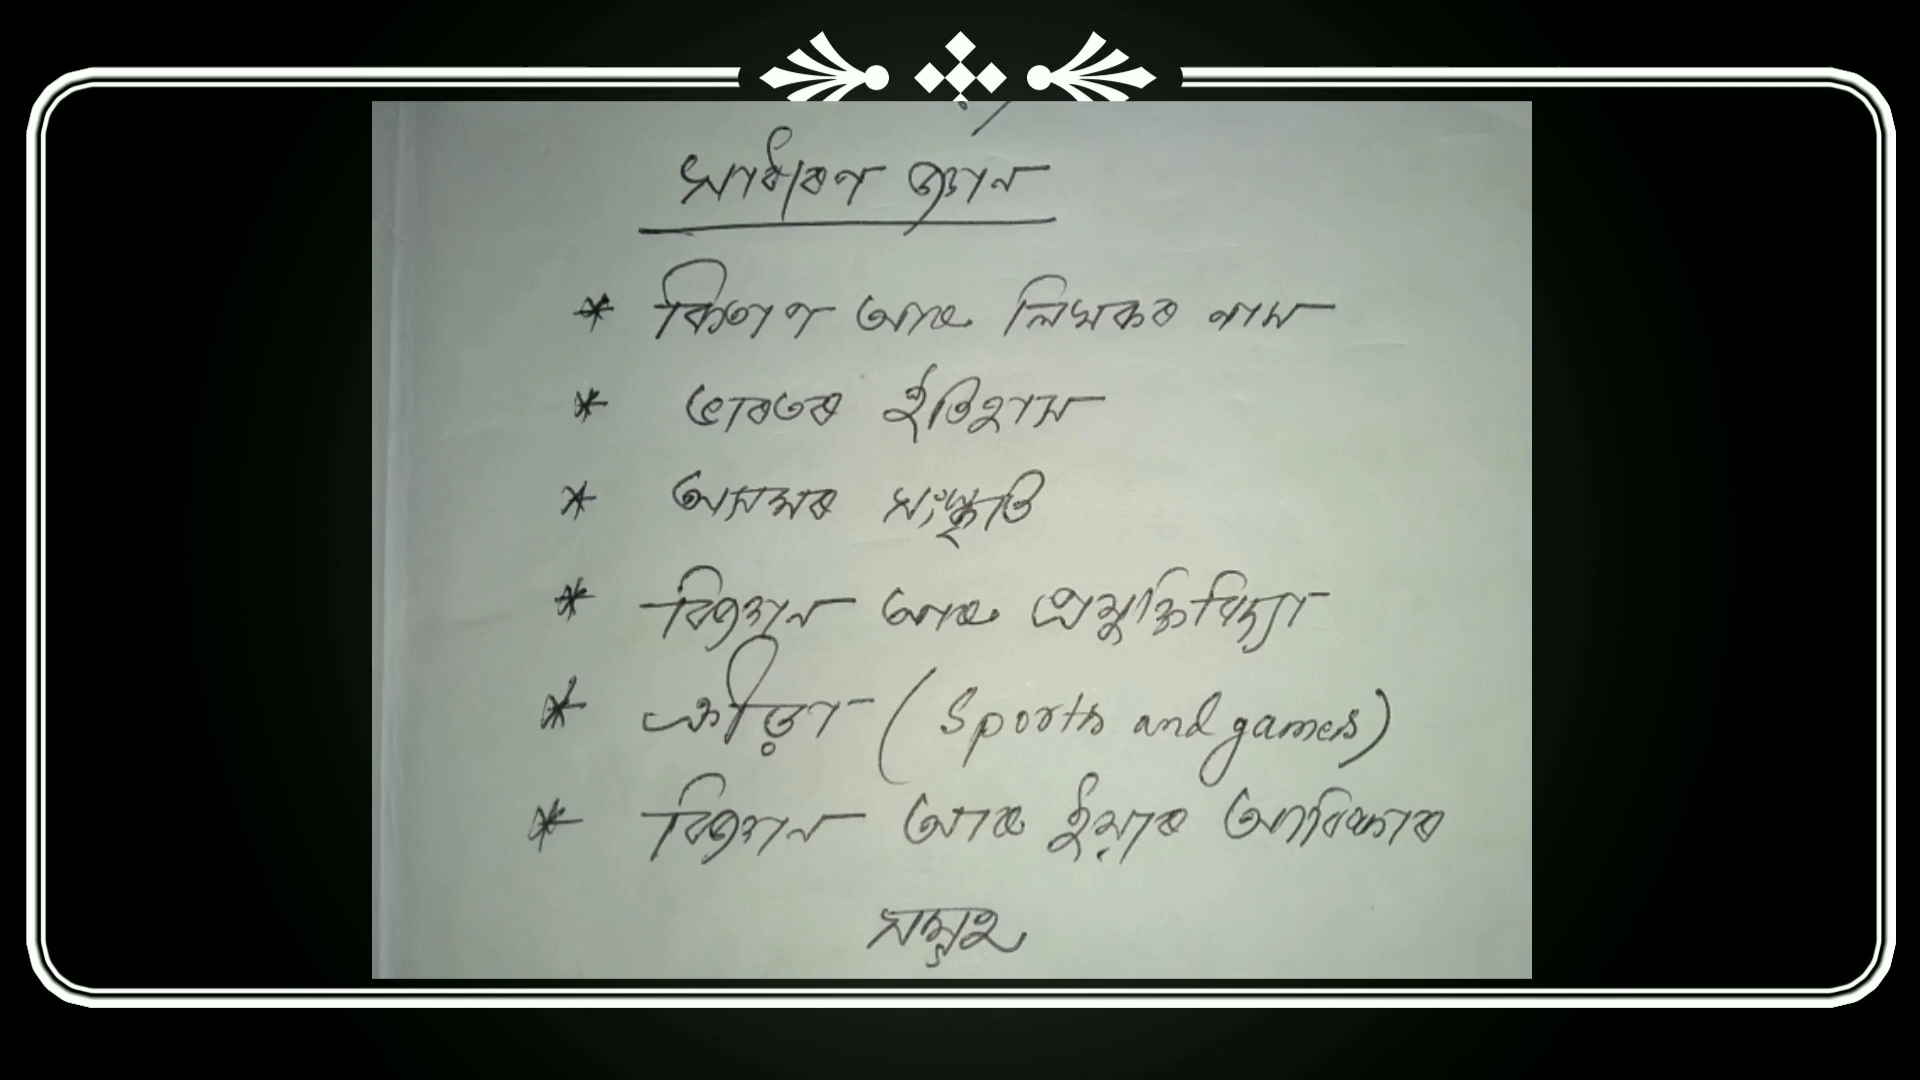 সাধাৰণ জ্ঞান
* কিতাপ আৰু লিখকৰ নাম
* ভাৰতৰ ইতিহাস
* অসমৰ সংস্কৃতি
* বিজ্ঞান আৰু প্ৰযুক্তিবিদ্যা
* ক্ৰীড়া (Sports and games)
* বিজ্ঞান আৰু ইয়াৰ আবিষ্কাৰ
সমূহ